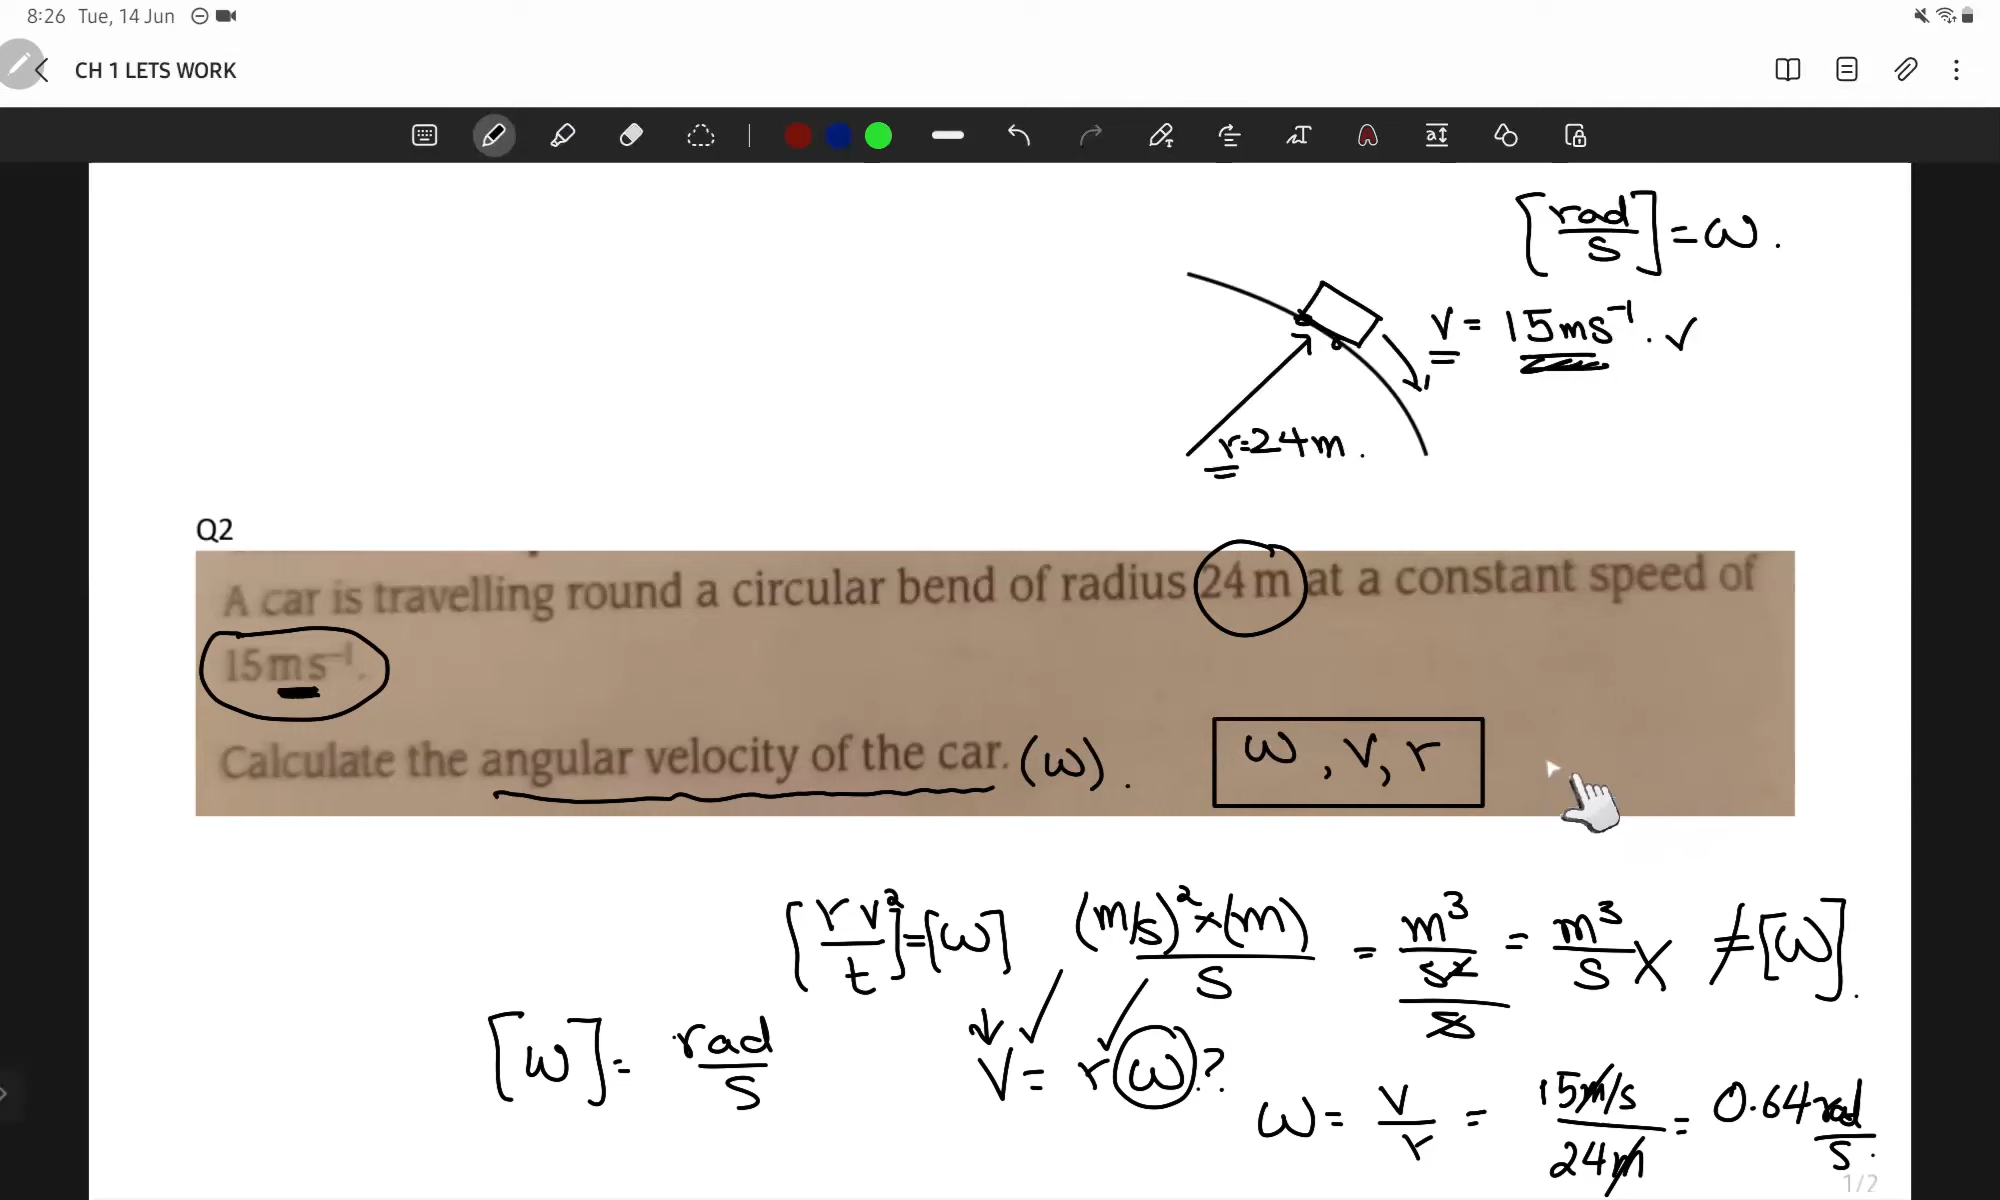 8:26 Tue, 14 Jun
CH 1 LETS WORK
[rad/s] = ω.
v = 15ms⁻¹. ✓
r=24m.
Q2
A car is travelling round a circular bend of radius 24 m at a constant speed of
15 m s⁻¹.
Calculate the angular velocity of the car. (ω).
ω, v, r
[rv²/t] = [ω] (m/s)² × (m) / s = m³/s²/s = m³/s X ≠ [ω].
[ω] = rad/s
v = rω?
ω = v/r = 15m/s / 24m = 0.64 rad/s.
1/2